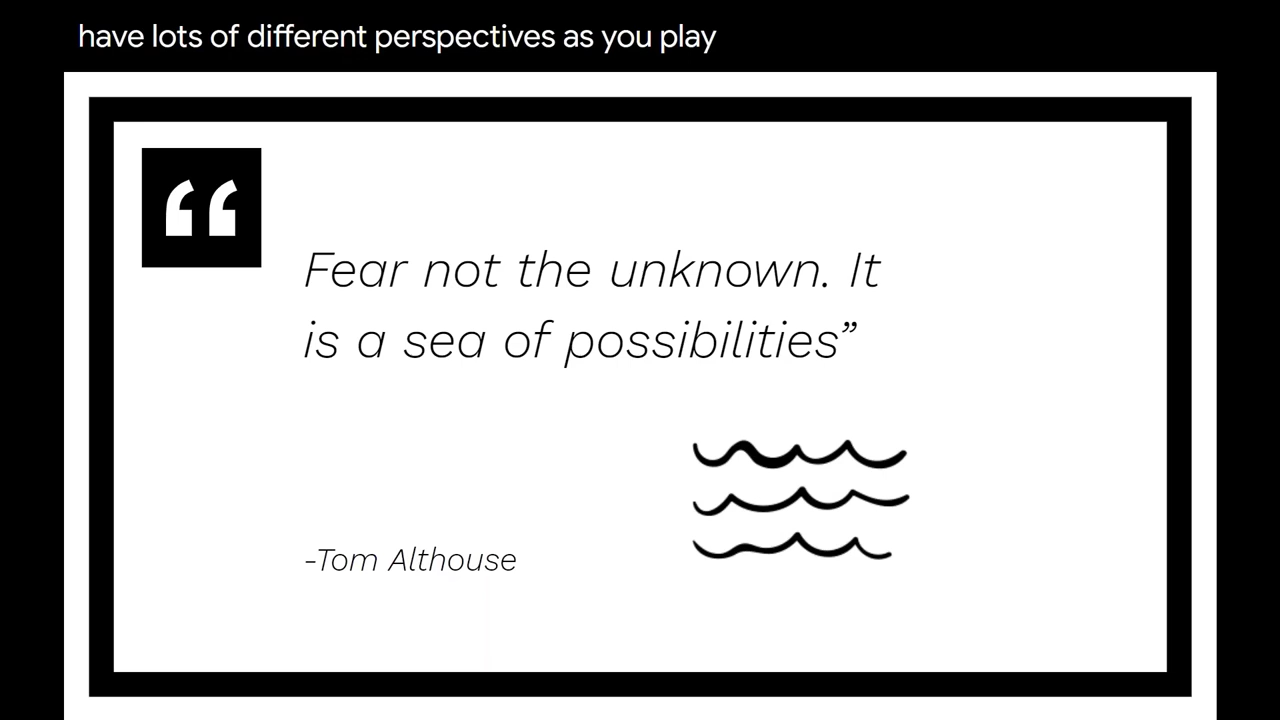 have lots of different perspectives as you play
“
Fear not the unknown. It
is a sea of possibilities”
-Tom Althouse